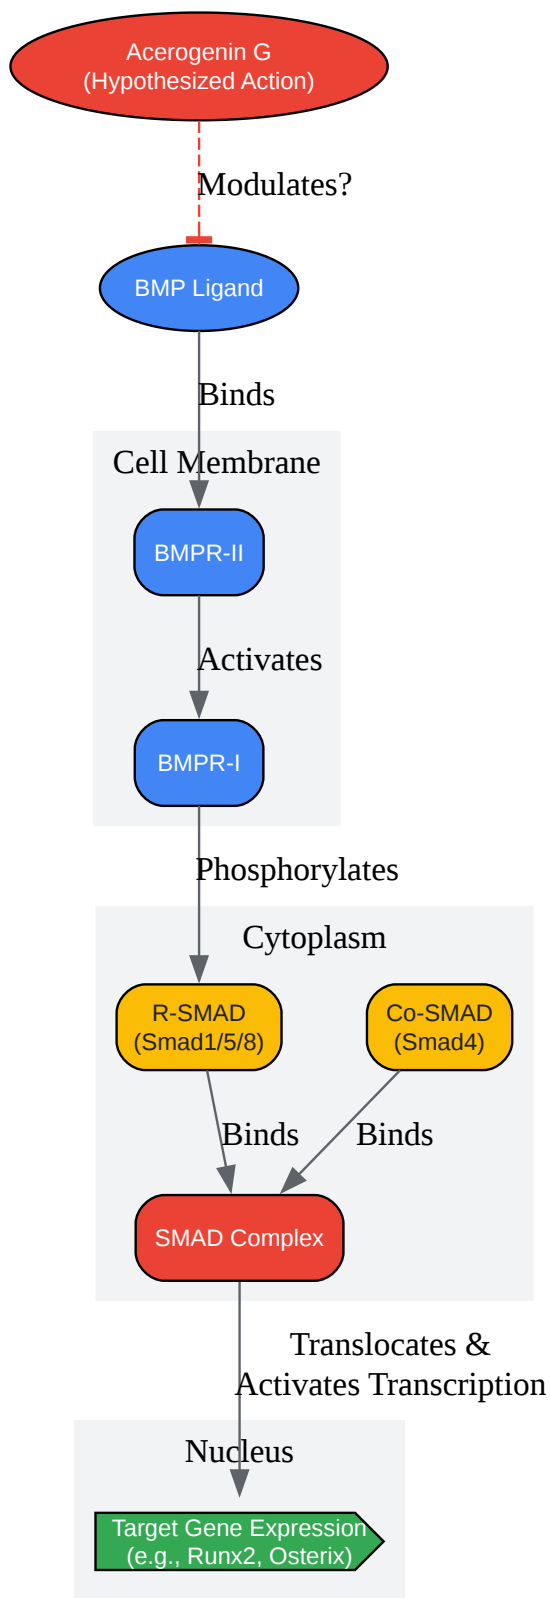 Acerogenin G
(Hypothesized Action)
Modulates?
BMP Ligand
Binds
Cell Membrane
BMPR-II
Activates
BMPR-I
Phosphorylates
Cytoplasm
R-SMAD
(Smad1/5/8)
Co-SMAD
(Smad4)
Binds
Binds
SMAD Complex
Translocates &
Activates Transcription
Nucleus
Target Gene Expression
(e.g., Runx2, Osterix)